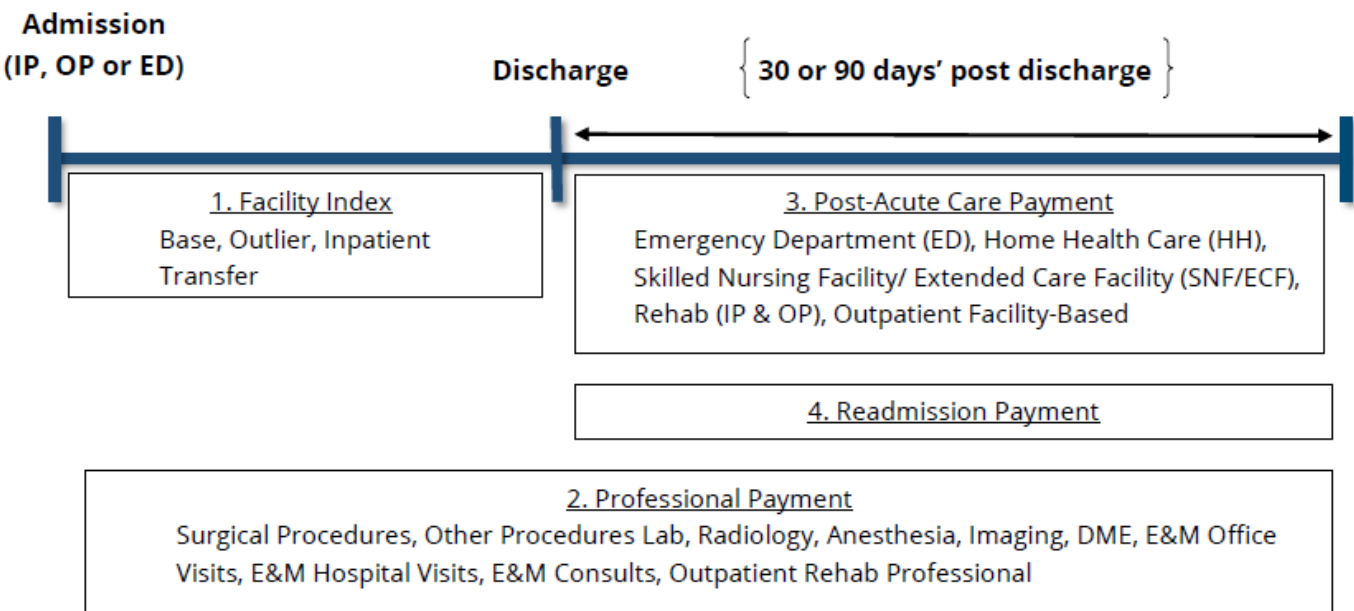 Admission
(IP, OP or ED)
Discharge
{ 30 or 90 days’ post discharge }
1. Facility Index
Base, Outlier, Inpatient
Transfer
3. Post-Acute Care Payment
Emergency Department (ED), Home Health Care (HH),
Skilled Nursing Facility/ Extended Care Facility (SNF/ECF),
Rehab (IP & OP), Outpatient Facility-Based
4. Readmission Payment
2. Professional Payment
Surgical Procedures, Other Procedures Lab, Radiology, Anesthesia, Imaging, DME, E&M Office
Visits, E&M Hospital Visits, E&M Consults, Outpatient Rehab Professional